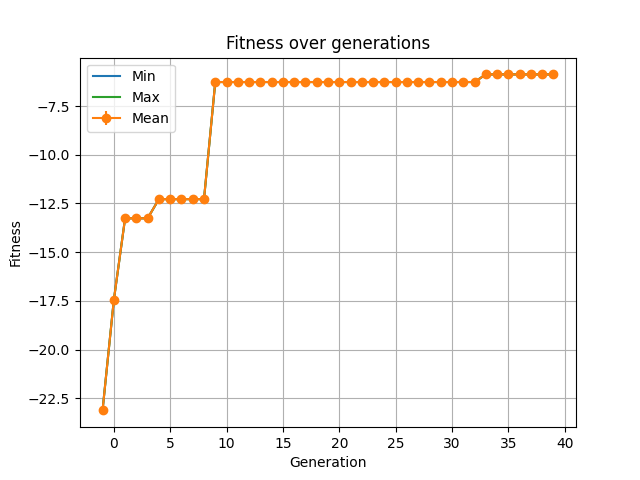 Fitness over generations
Min
Max
Mean
−7.5
−10.0
−12.5
−15.0
−17.5
−20.0
−22.5
Fitness
0 5 10 15 20 25 30 35 40
Generation